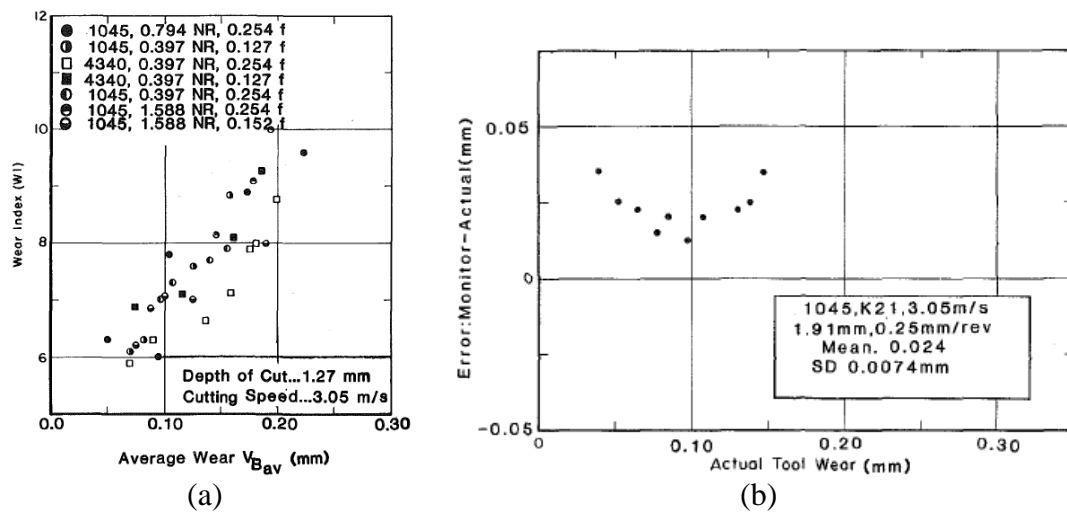 12
10
8
6
Wear Index (WI)
1045, 0.794 NR, 0.254 f
1045, 0.397 NR, 0.127 f
4340, 0.397 NR, 0.254 f
4340, 0.397 NR, 0.127 f
1045, 0.397 NR, 0.254 f
1045, 1.588 NR, 0.254 f
1045, 1.588 NR, 0.152 f
Depth of Cut...1.27 mm
Cutting Speed...3.05 m/s
0.0 0.10 0.20 0.30
Average Wear VBav (mm)
(a)
Error:Monitor-Actual(mm)
0.05
0
-0.05
1045,K21,3.05m/s
1.91mm,0.25mm/rev
Mean. 0.024
SD 0.0074mm
0 0.10 0.20 0.30
Actual Tool Wear(mm)
(b)